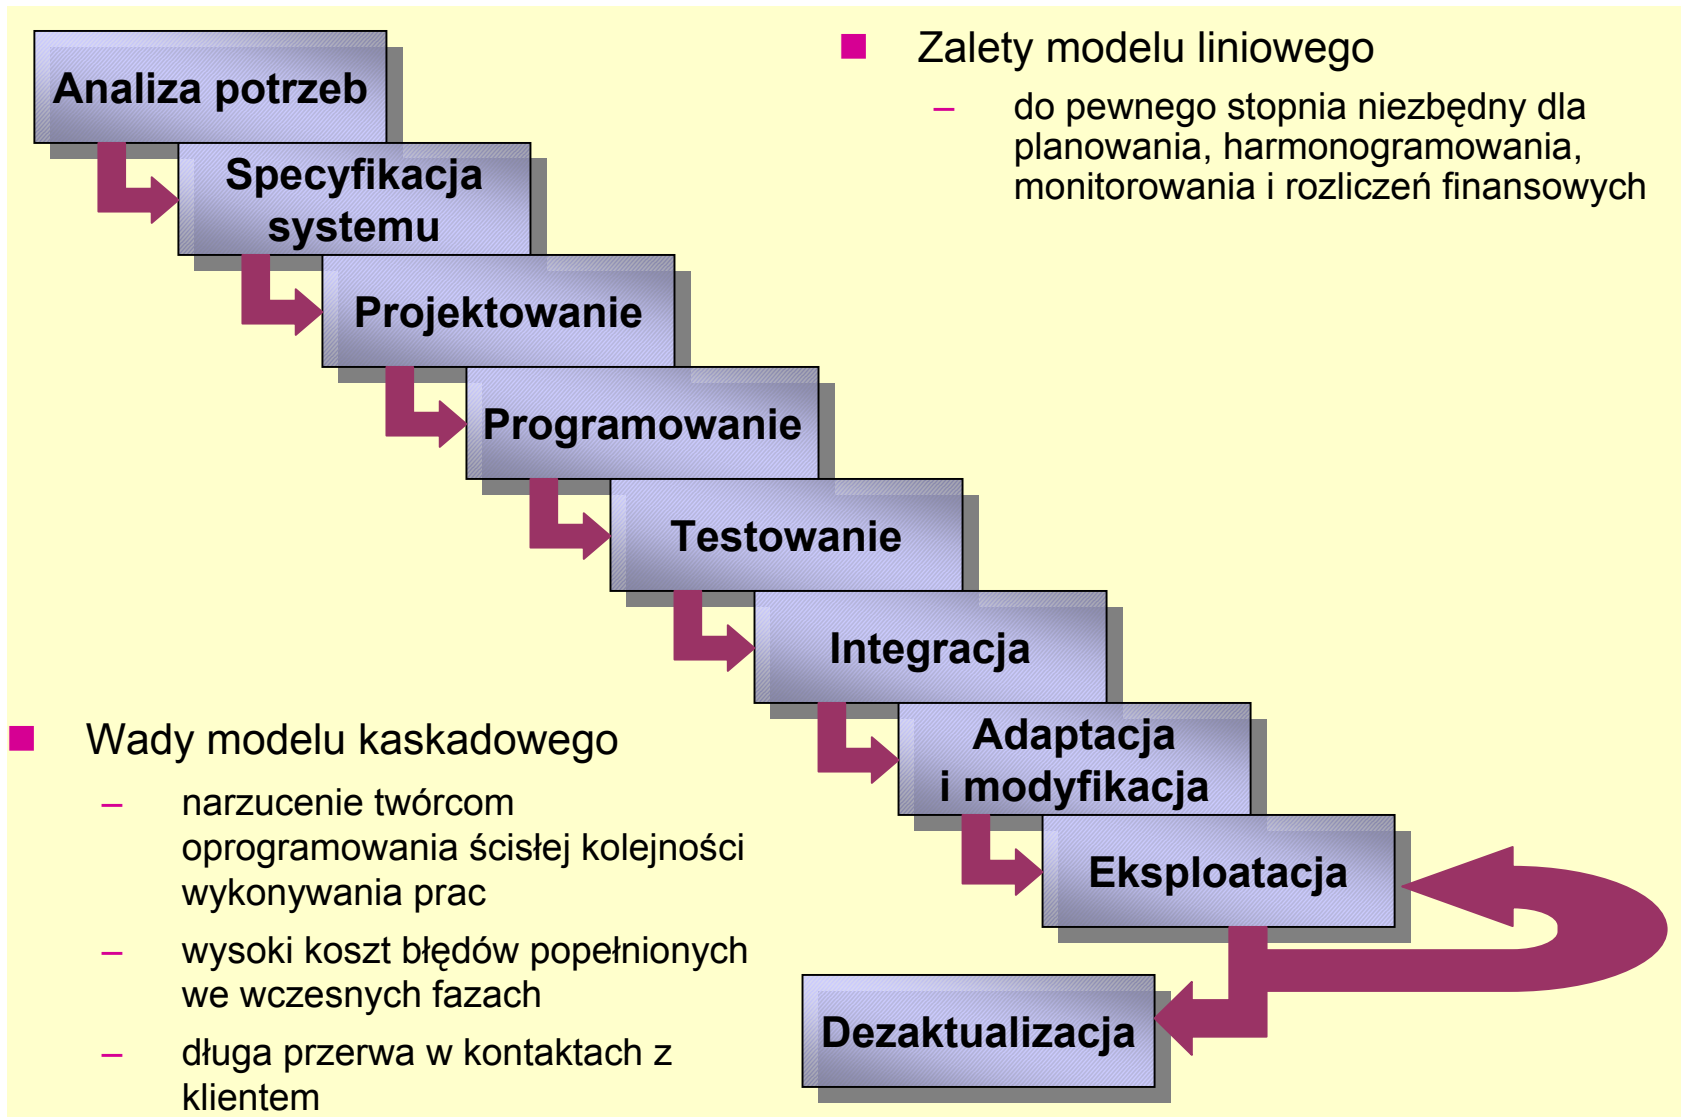 Analiza potrzeb
Specyfikacja
systemu
Projektowanie
Programowanie
Testowanie
Integracja
Adaptacja
i modyfikacja
Eksploatacja
Dezaktualizacja
Zalety modelu liniowego
– do pewnego stopnia niezbędny dla
planowania, harmonogramowania,
monitorowania i rozliczeń finansowych
Wady modelu kaskadowego
– narzucenie twórcom
oprogramowania ścisłej kolejności
wykonywania prac
– wysoki koszt błędów popełnionych
we wczesnych fazach
– długa przerwa w kontaktach z
klientem